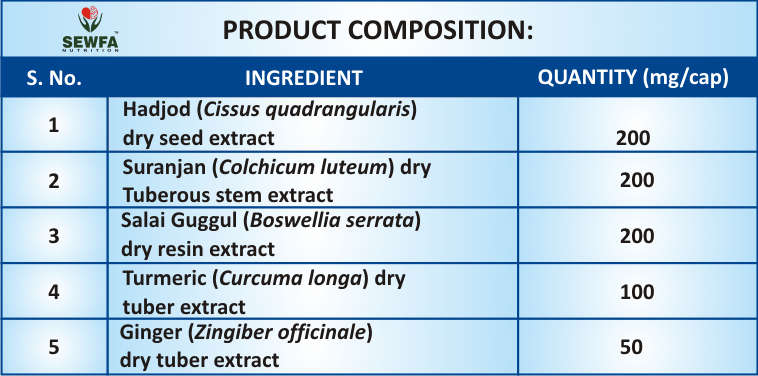 SEWFA
NUTRITION
™
PRODUCT COMPOSITION:
S. No.
INGREDIENT
QUANTITY (mg/cap)
1
Hadjod (Cissus quadrangularis)
dry seed extract
200
2
Suranjan (Colchicum luteum) dry
Tuberous stem extract
200
3
Salai Guggul (Boswellia serrata)
dry resin extract
200
4
Turmeric (Curcuma longa) dry
tuber extract
100
5
Ginger (Zingiber officinale)
dry tuber extract
50